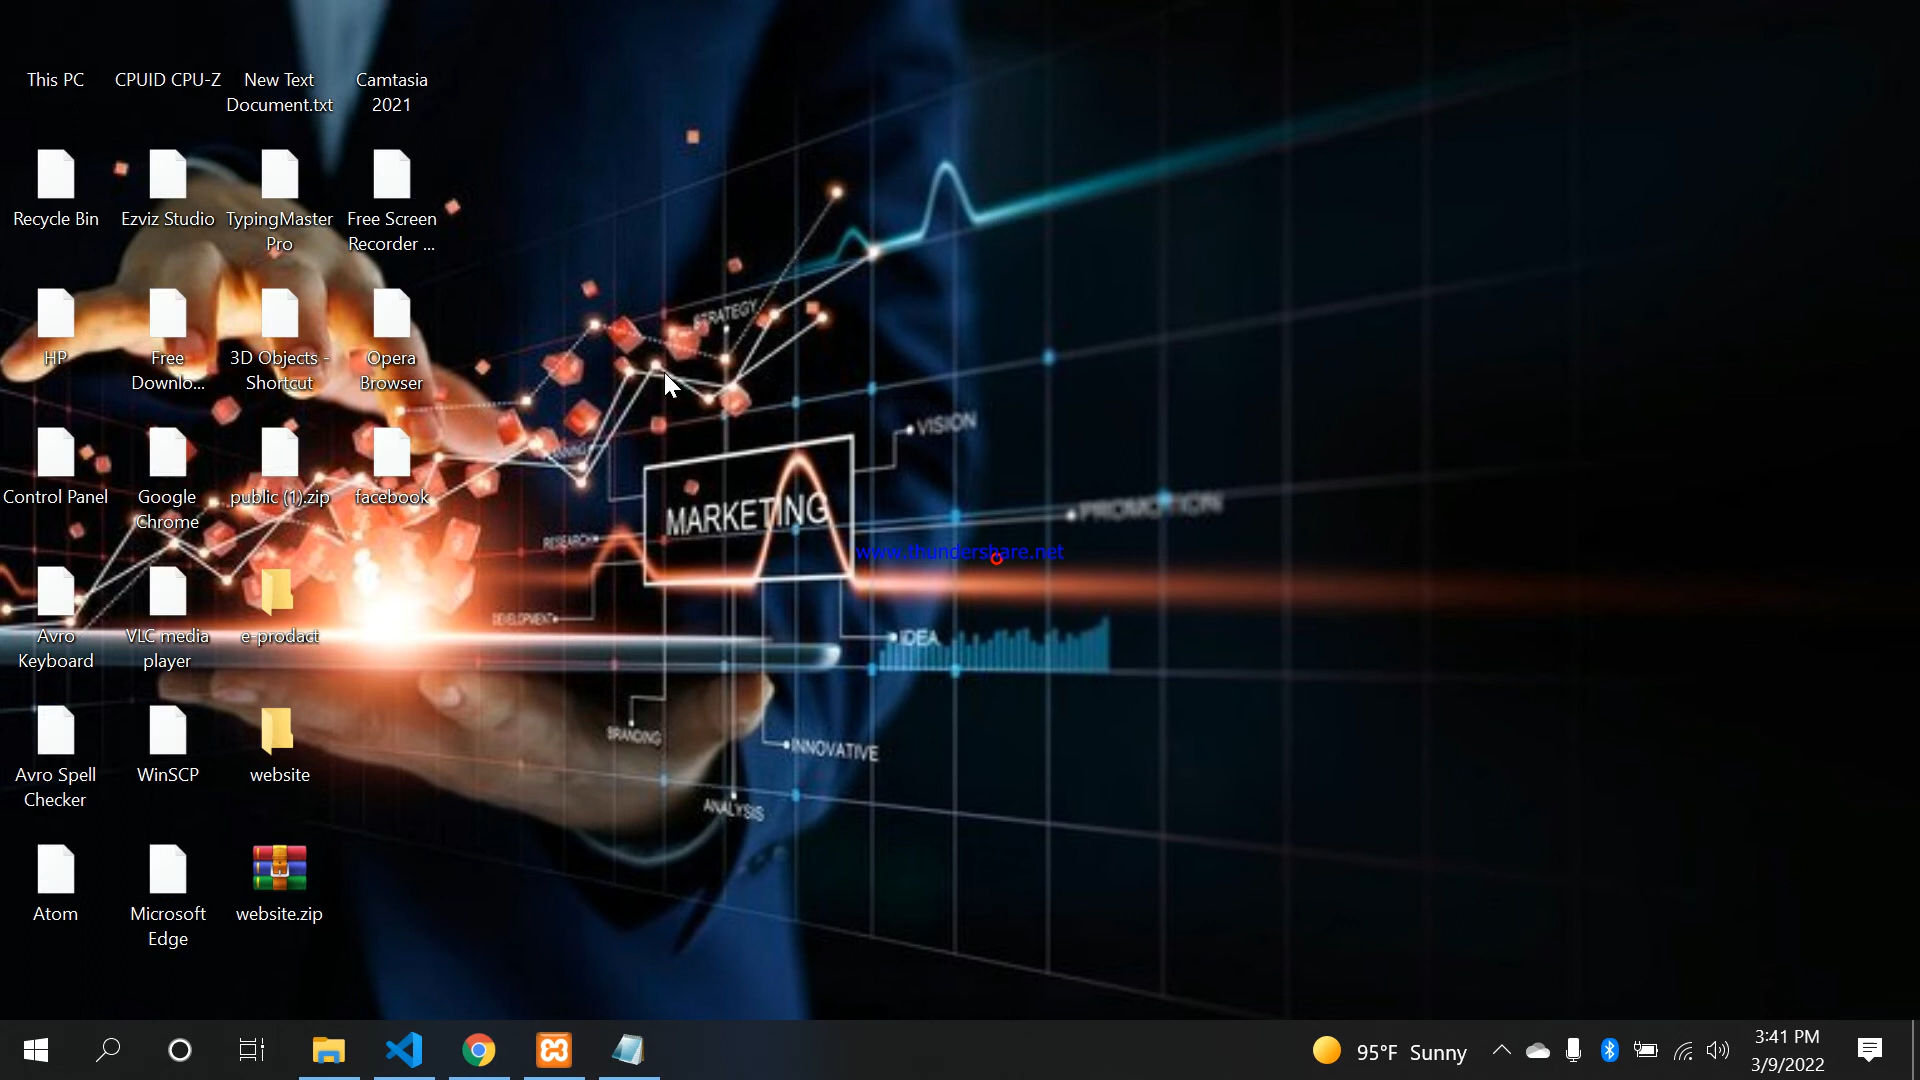 This PC
CPUID CPU-Z
New Text
Document.txt
Camtasia
2021
Recycle Bin
Ezviz Studio
TypingMaster
Pro
Free Screen
Recorder ...
HP
Free
Downlo...
3D Objects -
Shortcut
Opera
Browser
Control Panel
Google
Chrome
public (1).zip
facebook
Avro
Keyboard
VLC media
player
e-prodact
Avro Spell
Checker
WinSCP
website
Atom
Microsoft
Edge
website.zip
STRATEGY
VISION
MARKETING
PROMOTION
RESEARCH
www.thundershare.net
DEVELOPMENT
IDEA
BRANDING
INNOVATIVE
ANALYSIS
95°F Sunny
3:41 PM
3/9/2022